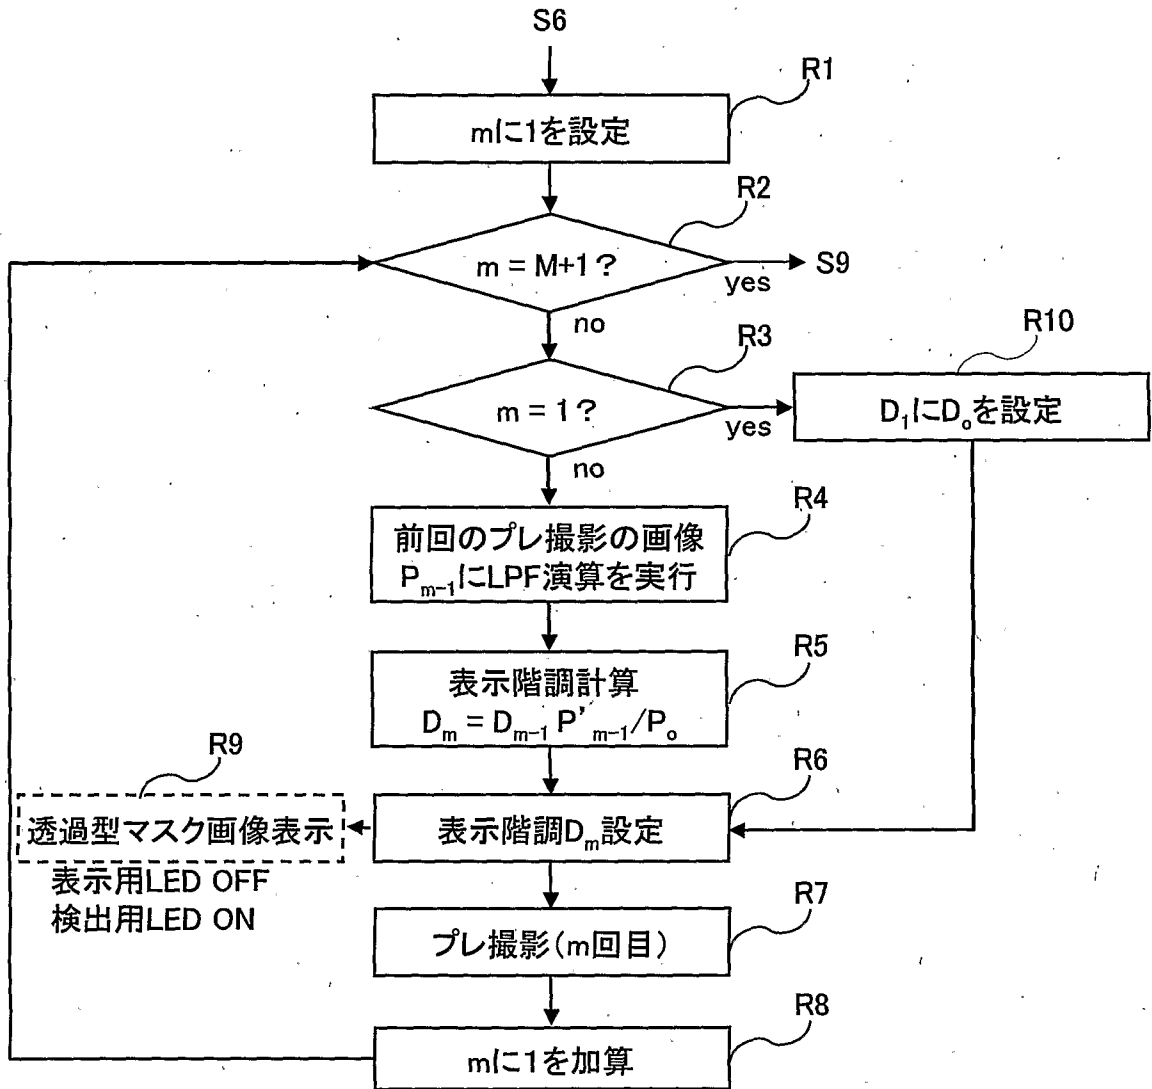 S6
R1
mに1を設定
R2
m = M+1?
yes
S9
no
R3
R10
m = 1?
yes
D₁にDₒを設定
no
R4
前回のプレ撮影の画像
Pₘ₋₁にLPF演算を実行
R5
表示階調計算
Dₘ = Dₘ₋₁ P'ₘ₋₁/Pₒ
R9
R6
透過型マスク画像表示
表示階調Dₘ設定
表示用LED OFF
検出用LED ON
R7
プレ撮影(m回目)
R8
mに1を加算